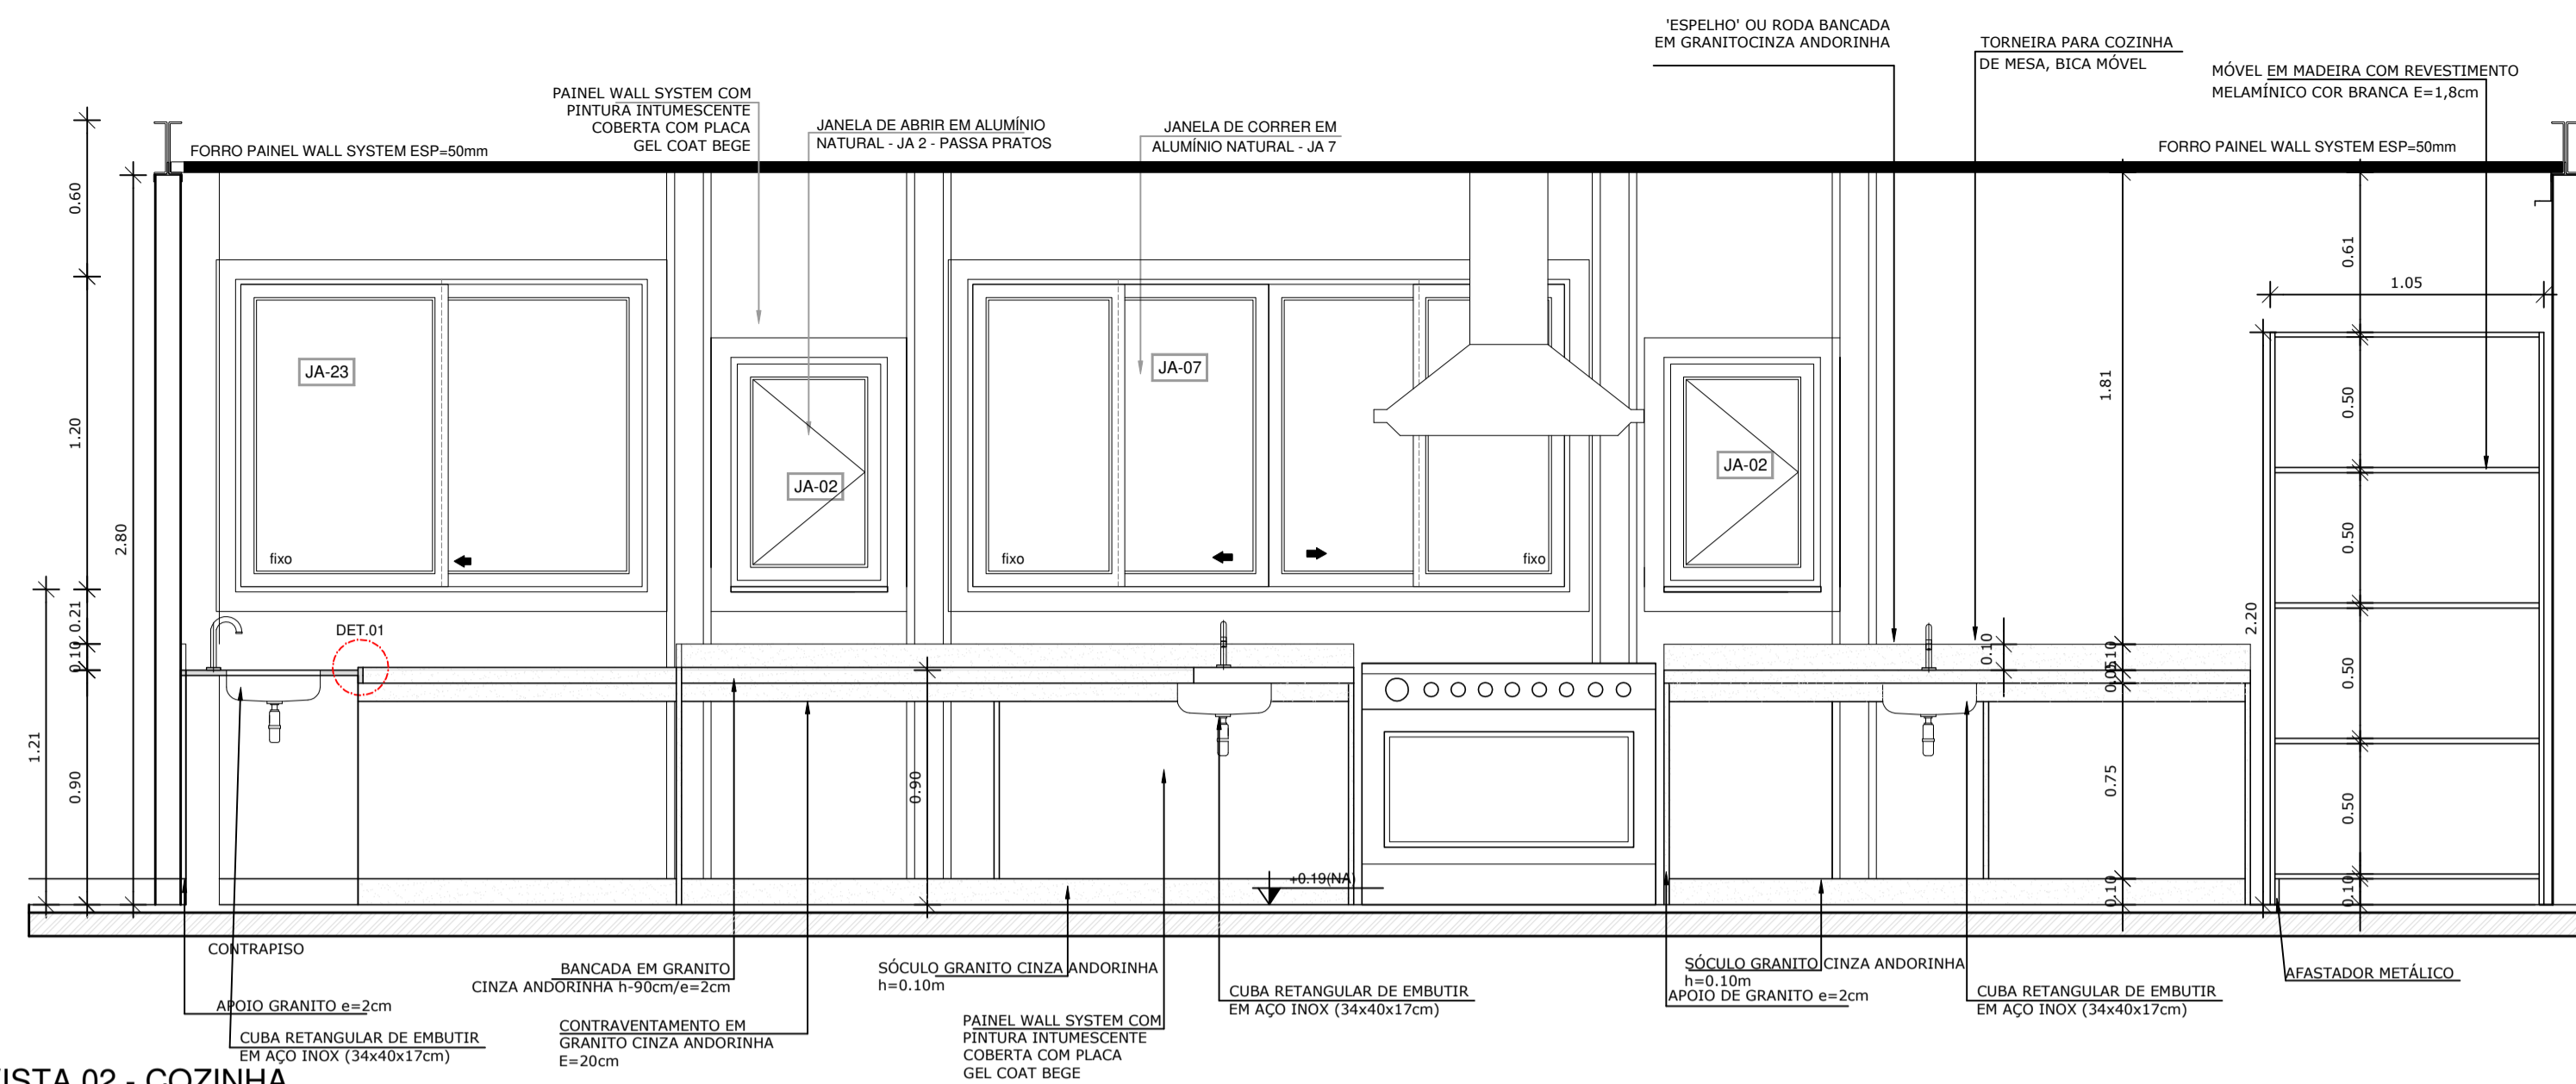 'ESPELHO' OU RODA BANCADA
EM GRANITOCINZA ANDORINHA
TORNEIRA PARA COZINHA
DE MESA, BICA MÓVEL
MÓVEL EM MADEIRA COM REVESTIMENTO
MELAMÍNICO COR BRANCA E=1,8cm
PAINEL WALL SYSTEM COM
PINTURA INTUMESCENTE
COBERTA COM PLACA
GEL COAT BEGE
JANELA DE ABRIR EM ALUMÍNIO
NATURAL - JA 2 - PASSA PRATOS
JANELA DE CORRER EM
ALUMÍNIO NATURAL - JA 7
FORRO PAINEL WALL SYSTEM ESP=50mm
FORRO PAINEL WALL SYSTEM ESP=50mm
0.60
1.20
2.80
0.21
0.10
1.21
0.90
JA-23
fixo
DET.01
JA-02
JA-07
fixo
fixo
JA-02
0.90
+0.19(NA)
0.10
1.81
0.10
0.05
0.75
0.10
2.20
1.05
0.61
0.50
0.50
0.50
0.50
0.10
CONTRAPISO
APOIO GRANITO e=2cm
CUBA RETANGULAR DE EMBUTIR
EM AÇO INOX (34x40x17cm)
BANCADA EM GRANITO
CINZA ANDORINHA h-90cm/e=2cm
CONTRAVENTAMENTO EM
GRANITO CINZA ANDORINHA
E=20cm
SÓCULO GRANITO CINZA ANDORINHA
h=0.10m
PAINEL WALL SYSTEM COM
PINTURA INTUMESCENTE
COBERTA COM PLACA
GEL COAT BEGE
CUBA RETANGULAR DE EMBUTIR
EM AÇO INOX (34x40x17cm)
SÓCULO GRANITO CINZA ANDORINHA
h=0.10m
APOIO DE GRANITO e=2cm
CUBA RETANGULAR DE EMBUTIR
EM AÇO INOX (34x40x17cm)
AFASTADOR METÁLICO
ISTA 02 - COZINHA